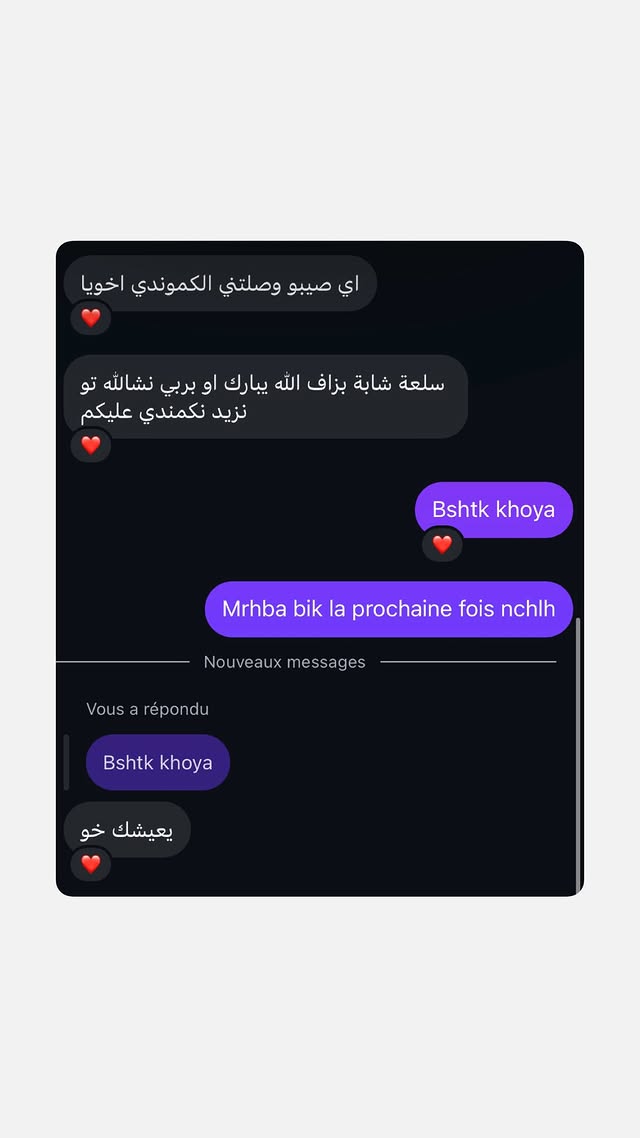 اي صيبو وصلتني الكموندي اخويا
❤️
سلعة شابة بزاف الله يبارك او بربي نشالله تو
نزيد نكمندي عليكم
❤️
Bshtk khoya
❤️
Mrhba bik la prochaine fois nchlh
Nouveaux messages
Vous a répondu
Bshtk khoya
يعيشك خو
❤️